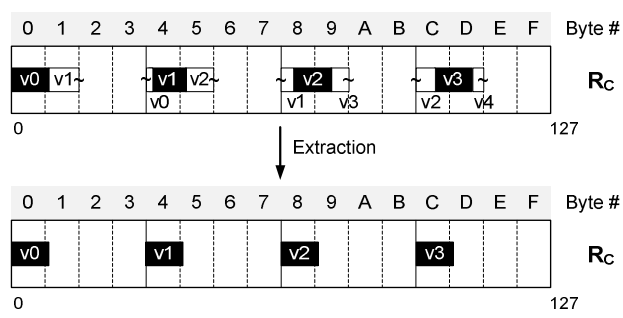 0 1 2 3 4 5 6 7 8 9 A B C D E F Byte #
v0 v1~ ~ v1 v2~ ~ v2 ~ ~ v3 ~ RC
v0 v1 v3 v2 v4
0 127
Extraction
0 1 2 3 4 5 6 7 8 9 A B C D E F Byte #
v0 v1 v2 v3 RC
0 127